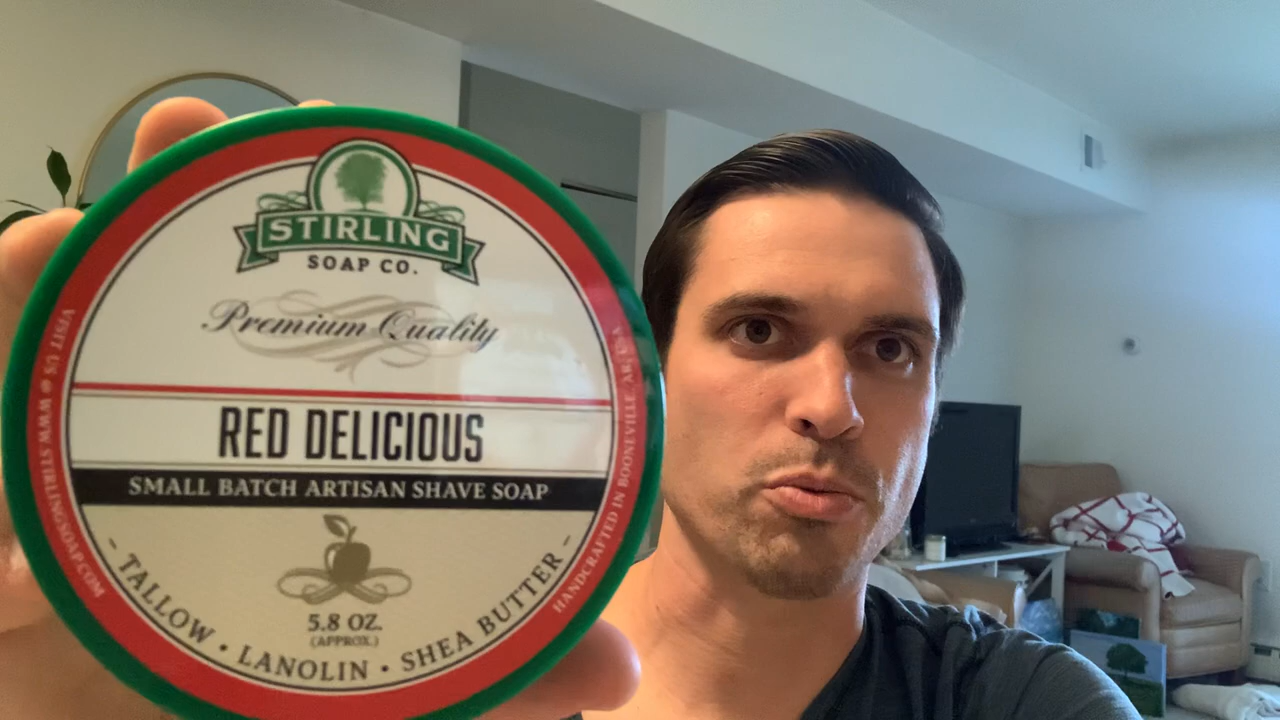 STIRLING
SOAP CO.
Premium Quality
RED DELICIOUS
SMALL BATCH ARTISAN SHAVE SOAP
5.8 OZ.
(APPROX.)
- TALLOW • LANOLIN • SHEA BUTTER -
VISIT US @ WWW.STIRLINGSOAP.COM
HANDCRAFTED IN BOONEVILLE, AR, USA